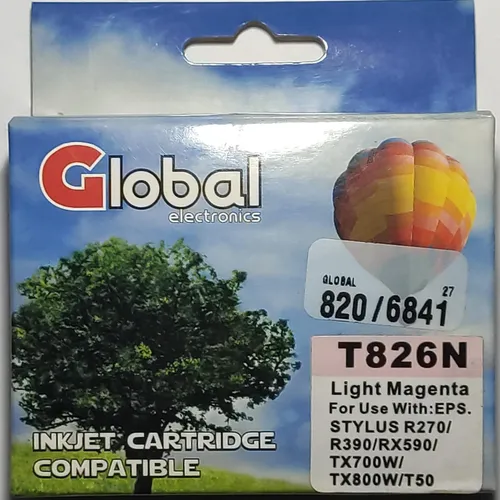 Global
electronics
GLOBAL 27
820/6841
T826N
Light Magenta
For Use With:EPS.
STYLUS R270/
R390/RX590/
TX700W/
TX800W/T50
INKJET CARTRIDGE
COMPATIBLE